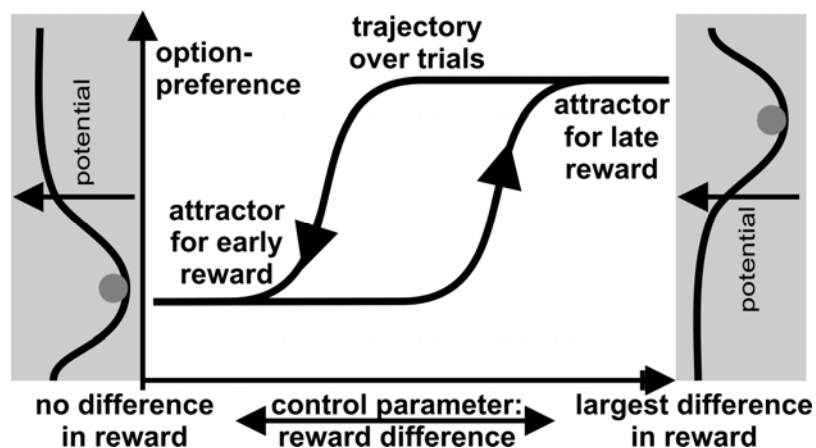 option-
preference
trajectory
over trials
attractor
for late
reward
attractor
for early
reward
potential
potential
no difference
in reward
control parameter:
reward difference
largest difference
in reward